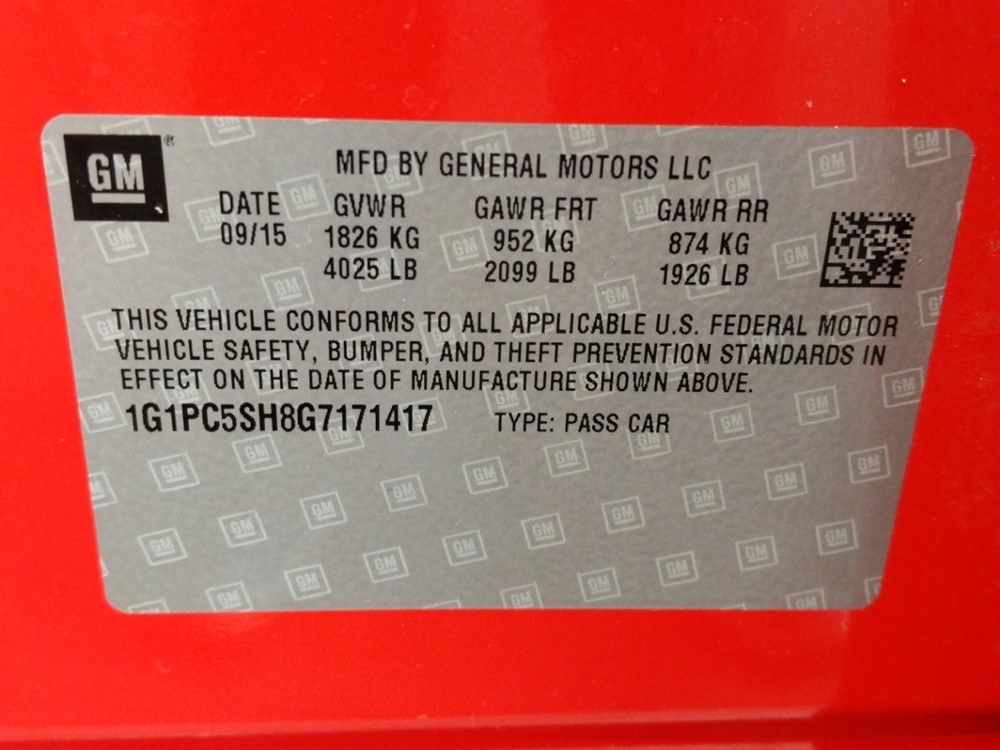 GM
MFD BY GENERAL MOTORS LLC
DATE GVWR GAWR FRT GAWR RR
09/15 1826 KG 952 KG 874 KG
4025 LB 2099 LB 1926 LB
THIS VEHICLE CONFORMS TO ALL APPLICABLE U.S. FEDERAL MOTOR
VEHICLE SAFETY, BUMPER, AND THEFT PREVENTION STANDARDS IN
EFFECT ON THE DATE OF MANUFACTURE SHOWN ABOVE.
1G1PC5SH8G7171417 TYPE: PASS CAR